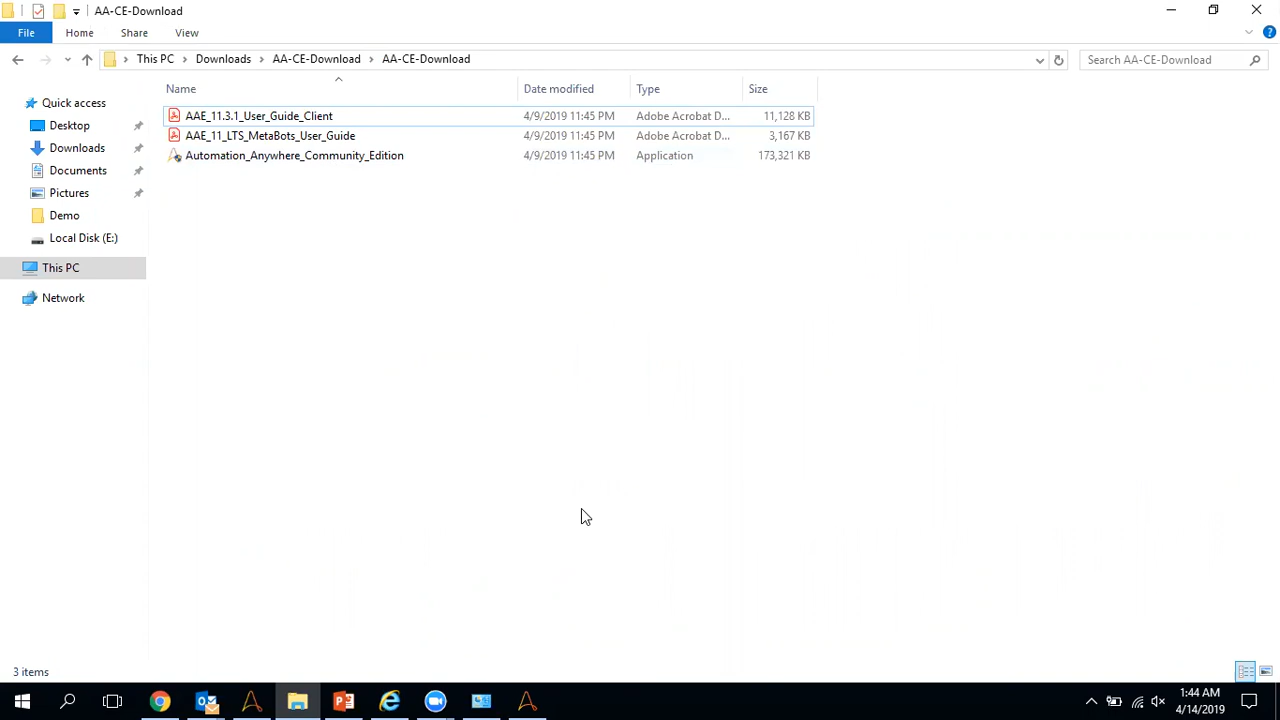 AA-CE-Download
File Home Share View
This PC Downloads AA-CE-Download AA-CE-Download Search AA-CE-Download
Name Date modified Type Size
Quick access
Desktop
Downloads
Documents
Pictures
Demo
Local Disk (E:)
This PC
Network
AAE_11.3.1_User_Guide_Client 4/9/2019 11:45 PM Adobe Acrobat D... 11,128 KB
AAE_11_LTS_MetaBots_User_Guide 4/9/2019 11:45 PM Adobe Acrobat D... 3,167 KB
Automation_Anywhere_Community_Edition 4/9/2019 11:45 PM Application 173,321 KB
3 items
1:44 AM
4/14/2019